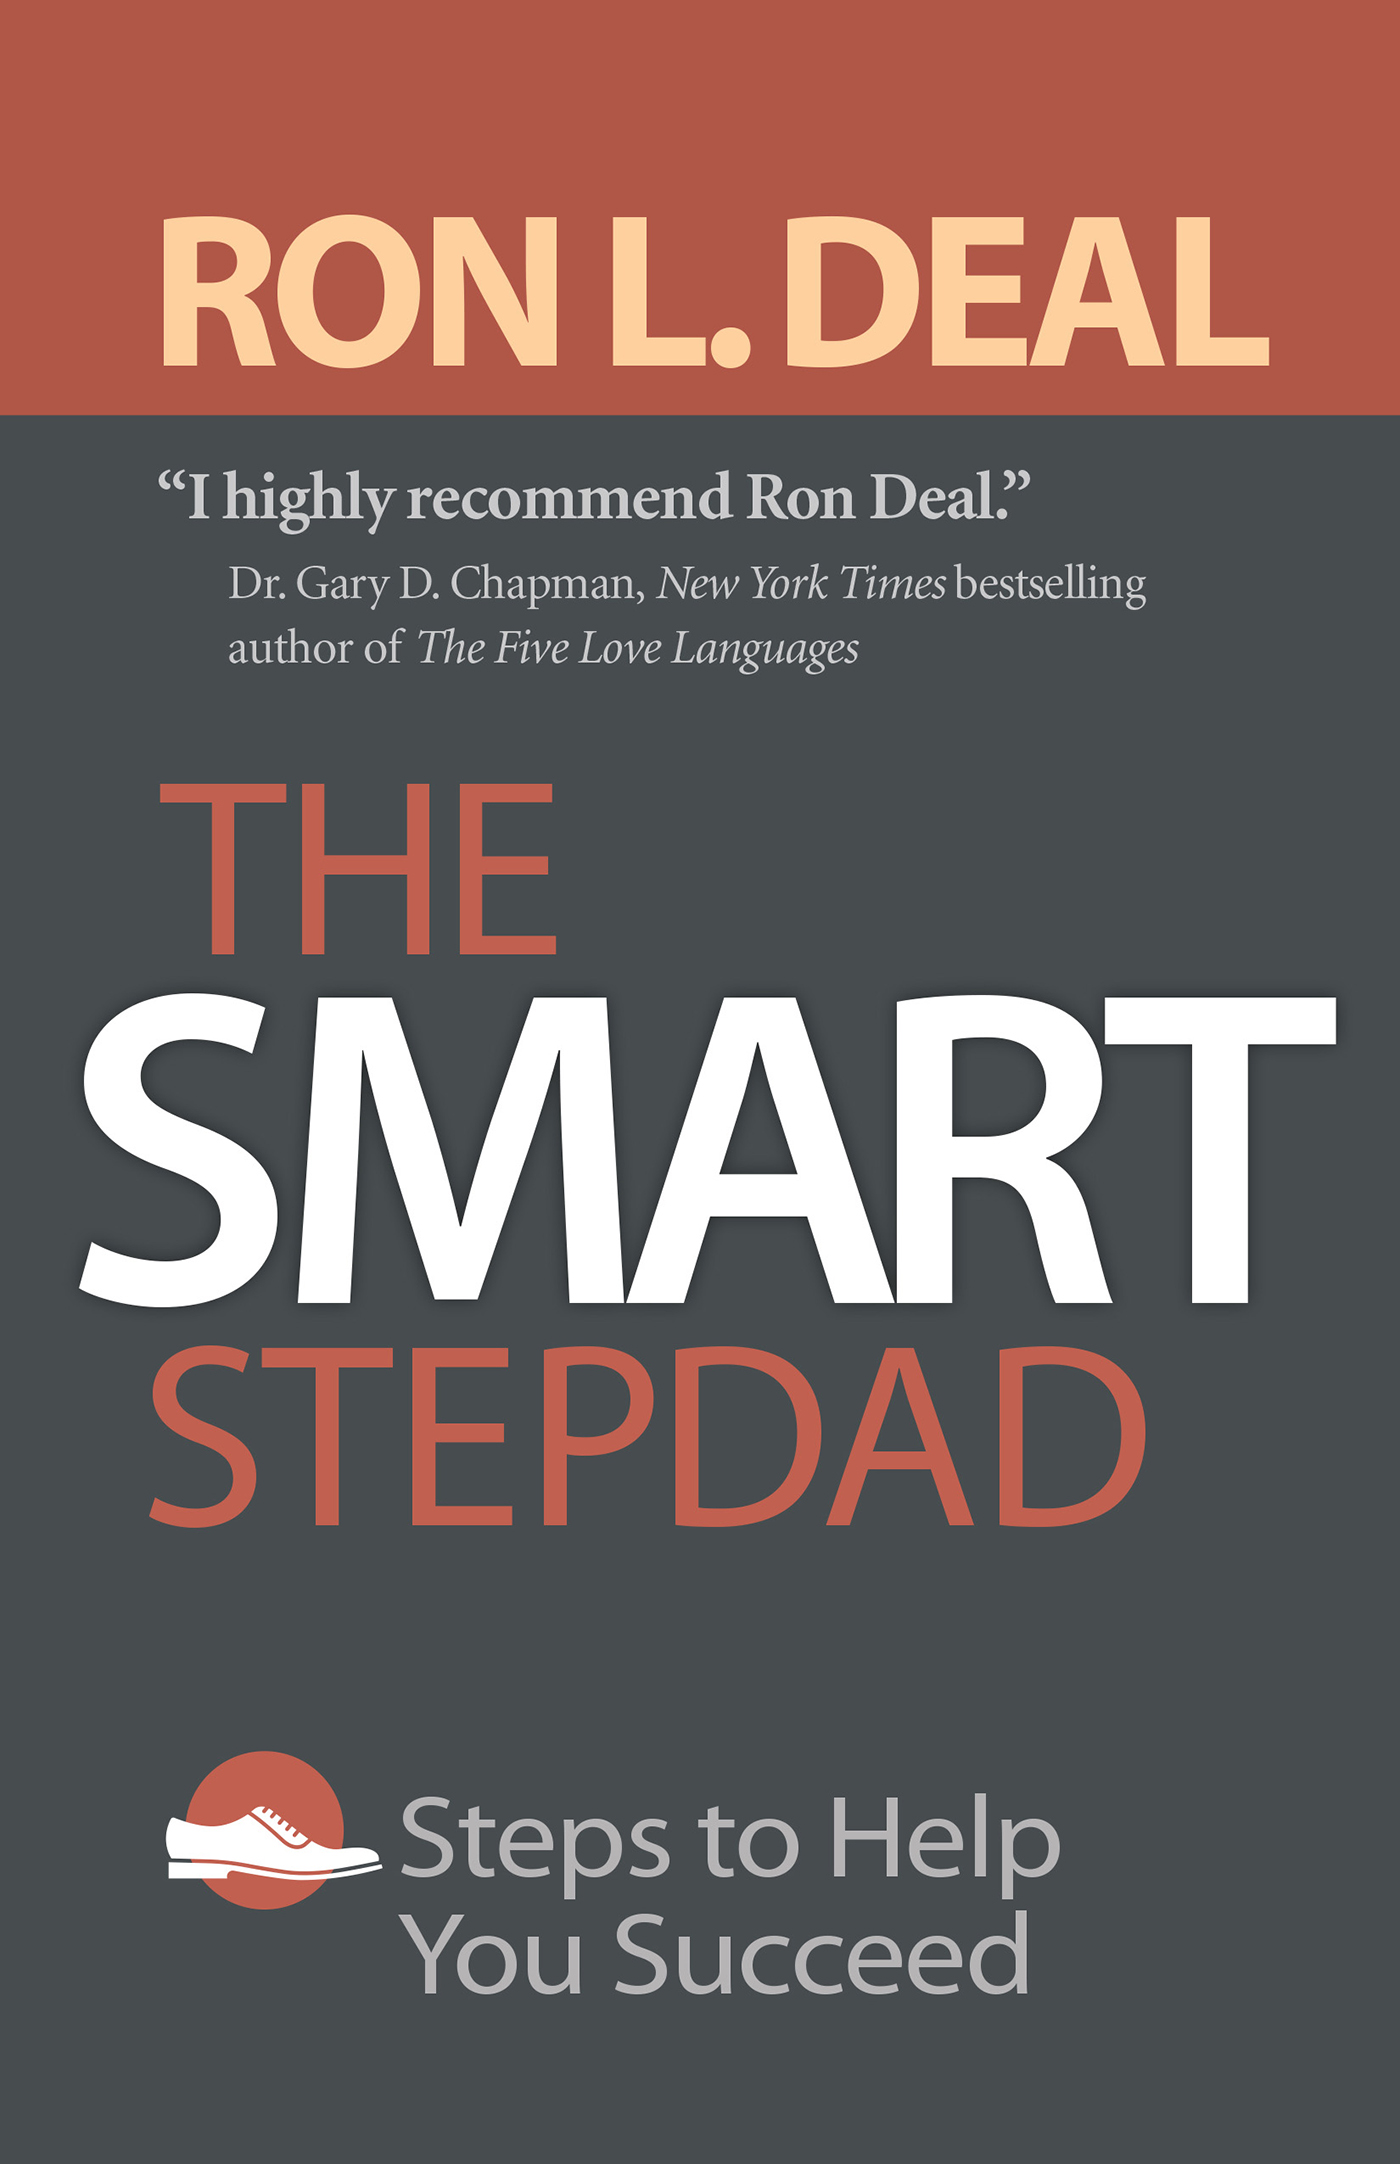 RON L. DEAL
“I highly recommend Ron Deal.”
Dr. Gary D. Chapman, New York Times bestselling
author of The Five Love Languages
THE
SMART
STEPDAD
Steps to Help
You Succeed